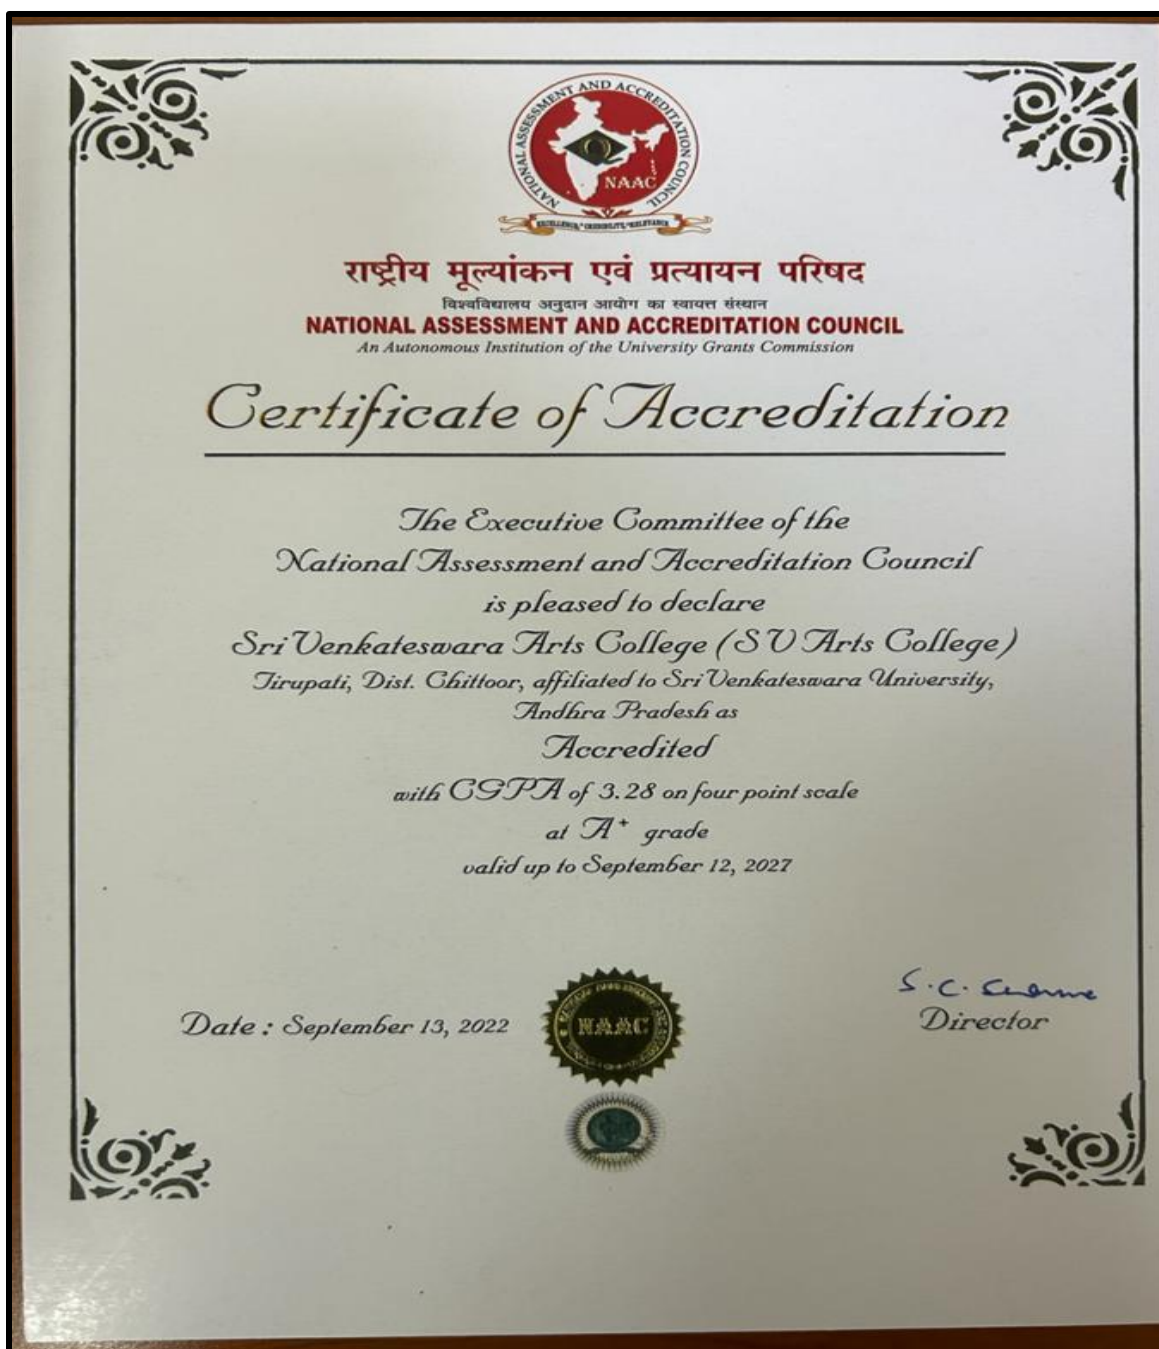 NATIONAL ASSESSMENT AND ACCREDITATION COUNCIL
NAAC
EXCELLENCE * CREDIBILITY * RELEVANCE
राष्ट्रीय मूल्यांकन एवं प्रत्यायन परिषद
विश्वविद्यालय अनुदान आयोग का स्वायत्त संस्थान
NATIONAL ASSESSMENT AND ACCREDITATION COUNCIL
An Autonomous Institution of the University Grants Commission
Certificate of Accreditation
The Executive Committee of the
National Assessment and Accreditation Council
is pleased to declare
Sri Venkateswara Arts College (S V Arts College)
Tirupati, Dist. Chittoor, affiliated to Sri Venkateswara University,
Andhra Pradesh as
Accredited
with CGPA of 3.28 on four point scale
at A+ grade
valid up to September 12, 2027
S. C.
Date : September 13, 2022
NAAC
Director